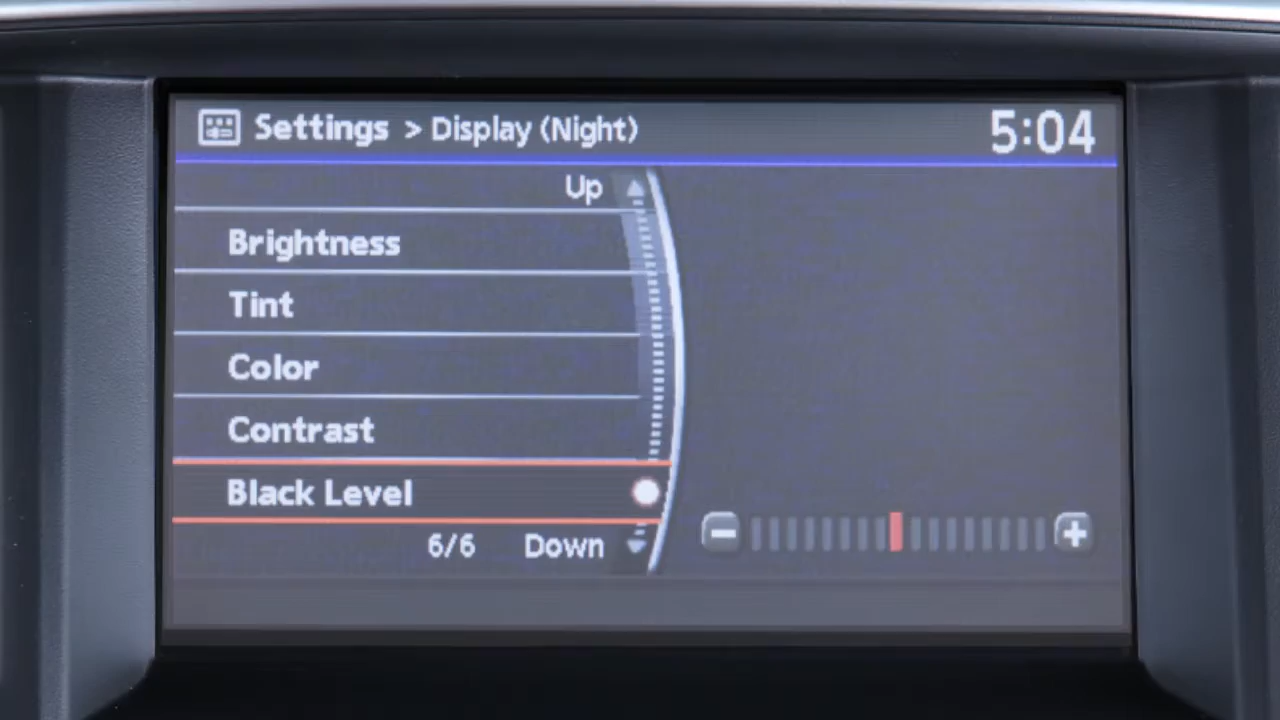 Settings > Display (Night)
5:04
Up
Brightness
Tint
Color
Contrast
Black Level
6/6 Down